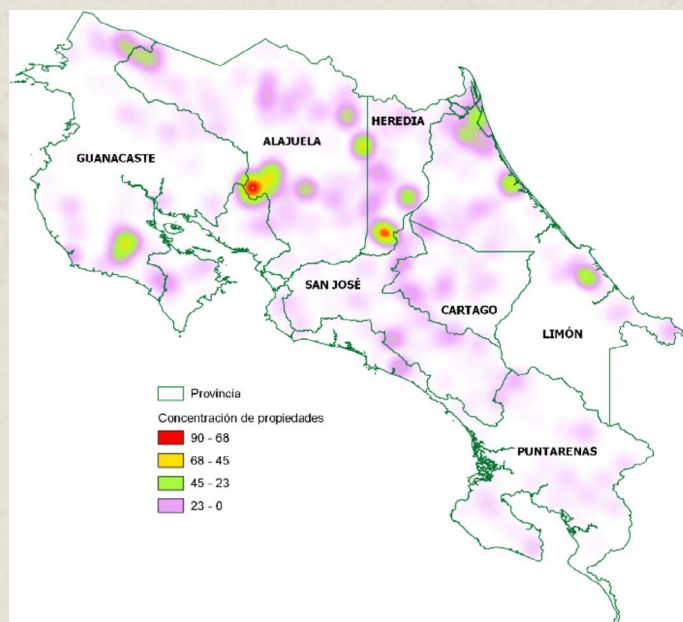 HEREDIA
ALAJUELA
GUANACASTE
SAN JOSÉ
CARTAGO
LIMÓN
PUNTARENAS
Provincia
Concentración de propiedades
90 - 68
68 - 45
45 - 23
23 - 0